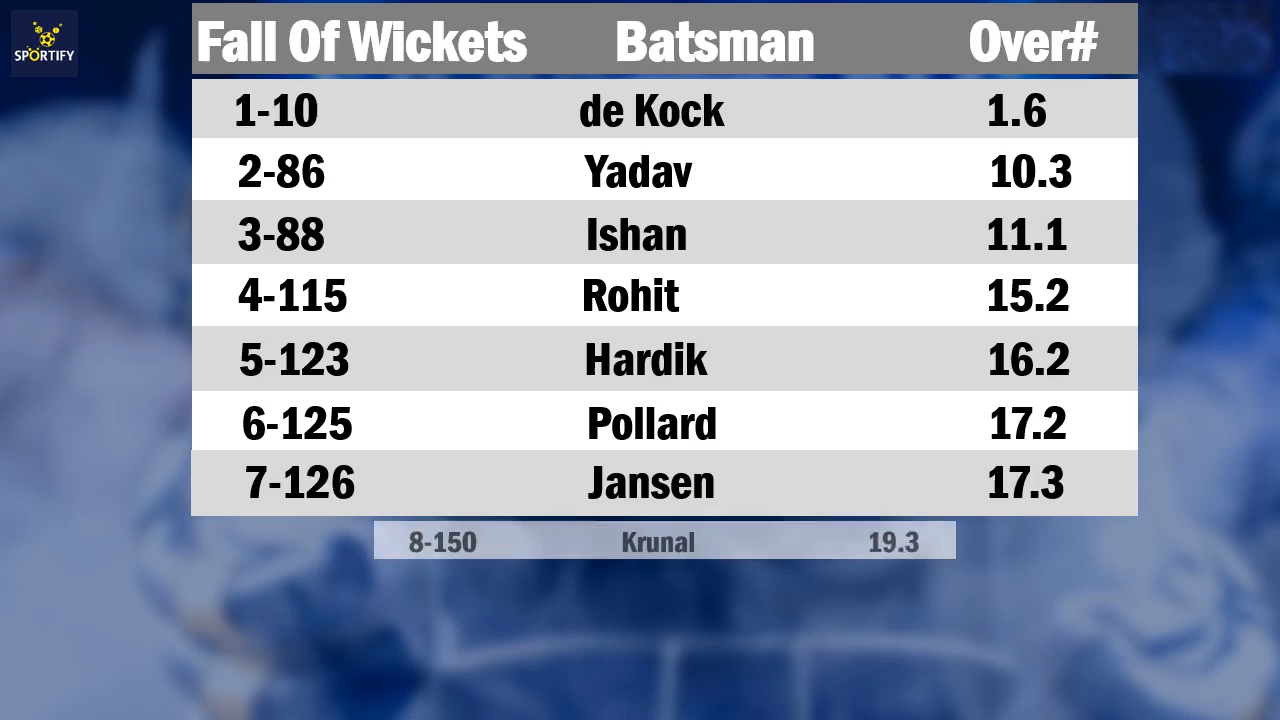 SPORTIFY
Fall Of Wickets Batsman Over#
1-10 de Kock 1.6
2-86 Yadav 10.3
3-88 Ishan 11.1
4-115 Rohit 15.2
5-123 Hardik 16.2
6-125 Pollard 17.2
7-126 Jansen 17.3
8-150 Krunal 19.3